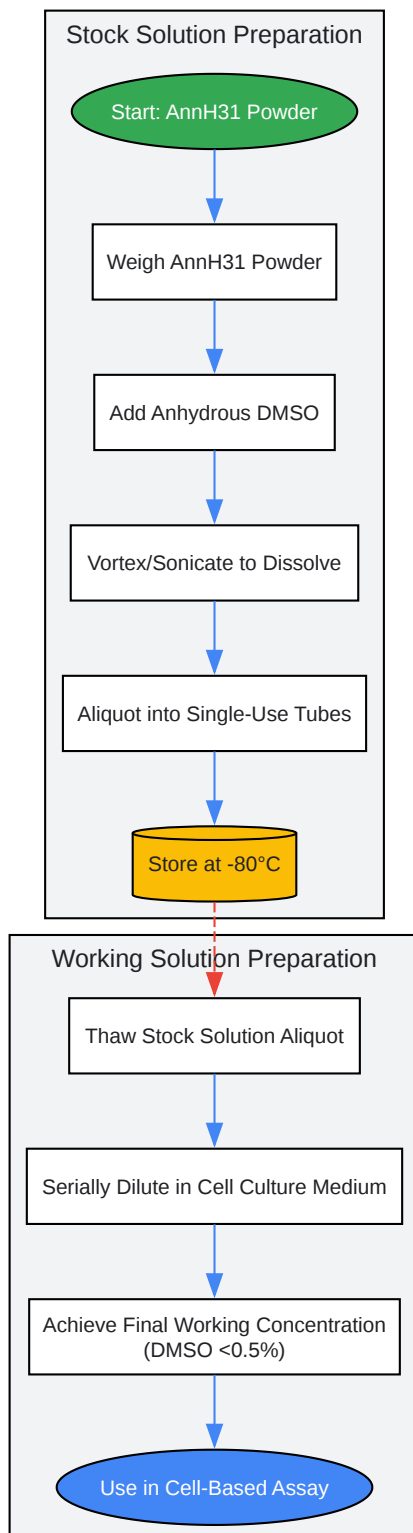 Stock Solution Preparation
Start: AnnH31 Powder
Weigh AnnH31 Powder
Add Anhydrous DMSO
Vortex/Sonicate to Dissolve
Aliquot into Single-Use Tubes
Store at -80°C
Working Solution Preparation
Thaw Stock Solution Aliquot
Serially Dilute in Cell Culture Medium
Achieve Final Working Concentration
(DMSO <0.5%)
Use in Cell-Based Assay